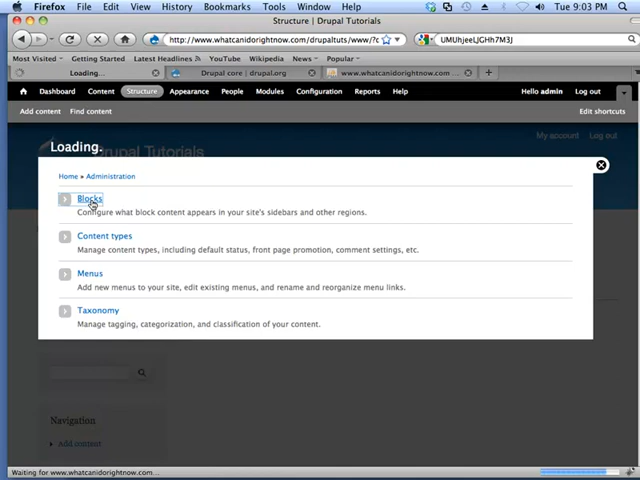 Firefox File Edit View History Bookmarks Tools Window Help Tue 9:03 PM
Structure | Drupal Tutorials
http://www.whatcanidorightnow.com/drupaltuts/www/?c
UMUhjeeLJGHh7M3J
Most Visited Getting Started Latest Headlines YouTube Wikipedia News Popular
Loading... Drupal core | drupal.org www.whatcanidorightnow.com ...
Dashboard Content Structure Appearance People Modules Configuration Reports Help Hello admin Log out
Add content Find content Edit shortcuts
My account Log out
Loading. Drupal Tutorials
Home » Administration
Blocks
Configure what block content appears in your site's sidebars and other regions.
Content types
Manage content types, including default status, front page promotion, comment settings, etc.
Menus
Add new menus to your site, edit existing menus, and rename and reorganize menu links.
Taxonomy
Manage tagging, categorization, and classification of your content.
Navigation
Add content
Waiting for www.whatcanidorightnow.com...